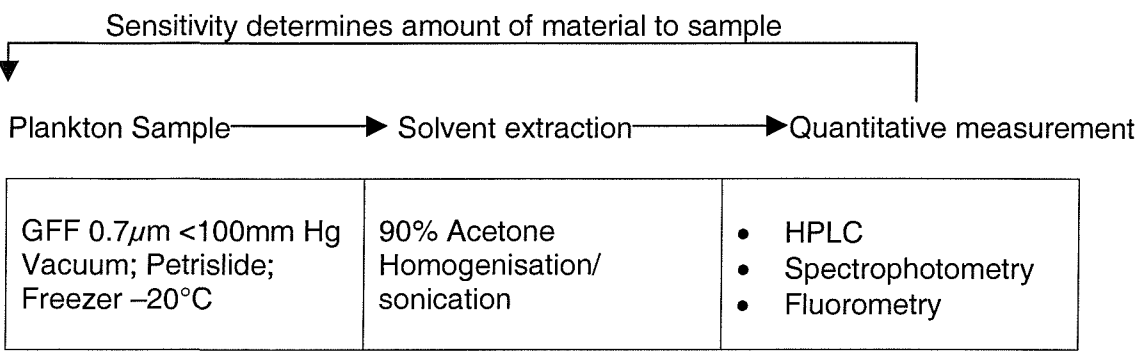 Sensitivity determines amount of material to sample
Plankton Sample
Solvent extraction
Quantitative measurement
GFF 0.7µm <100mm Hg
Vacuum; Petrislide;
Freezer –20°C
90% Acetone
Homogenisation/
sonication
• HPLC
• Spectrophotometry
• Fluorometry